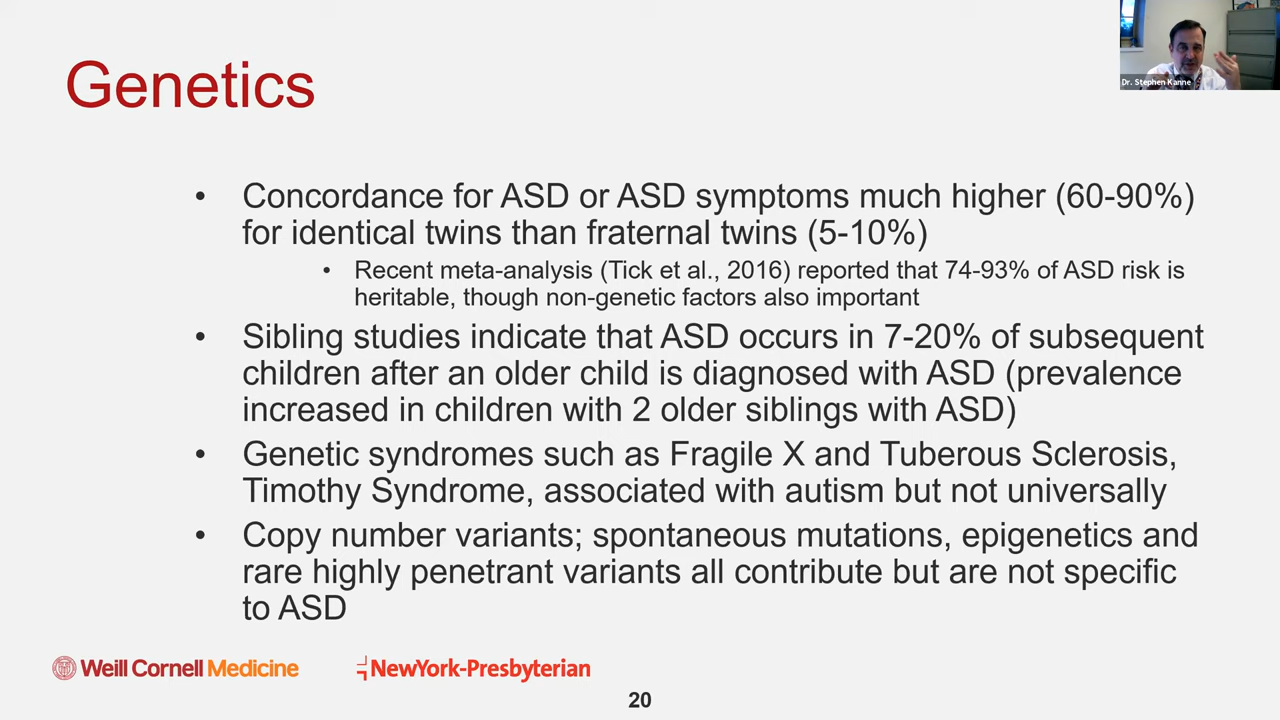 Dr. Stephen Kanne
Genetics
• Concordance for ASD or ASD symptoms much higher (60-90%)
for identical twins than fraternal twins (5-10%)
• Recent meta-analysis (Tick et al., 2016) reported that 74-93% of ASD risk is
heritable, though non-genetic factors also important
• Sibling studies indicate that ASD occurs in 7-20% of subsequent
children after an older child is diagnosed with ASD (prevalence
increased in children with 2 older siblings with ASD)
• Genetic syndromes such as Fragile X and Tuberous Sclerosis,
Timothy Syndrome, associated with autism but not universally
• Copy number variants; spontaneous mutations, epigenetics and
rare highly penetrant variants all contribute but are not specific
to ASD
Weill Cornell Medicine
NewYork-Presbyterian
20